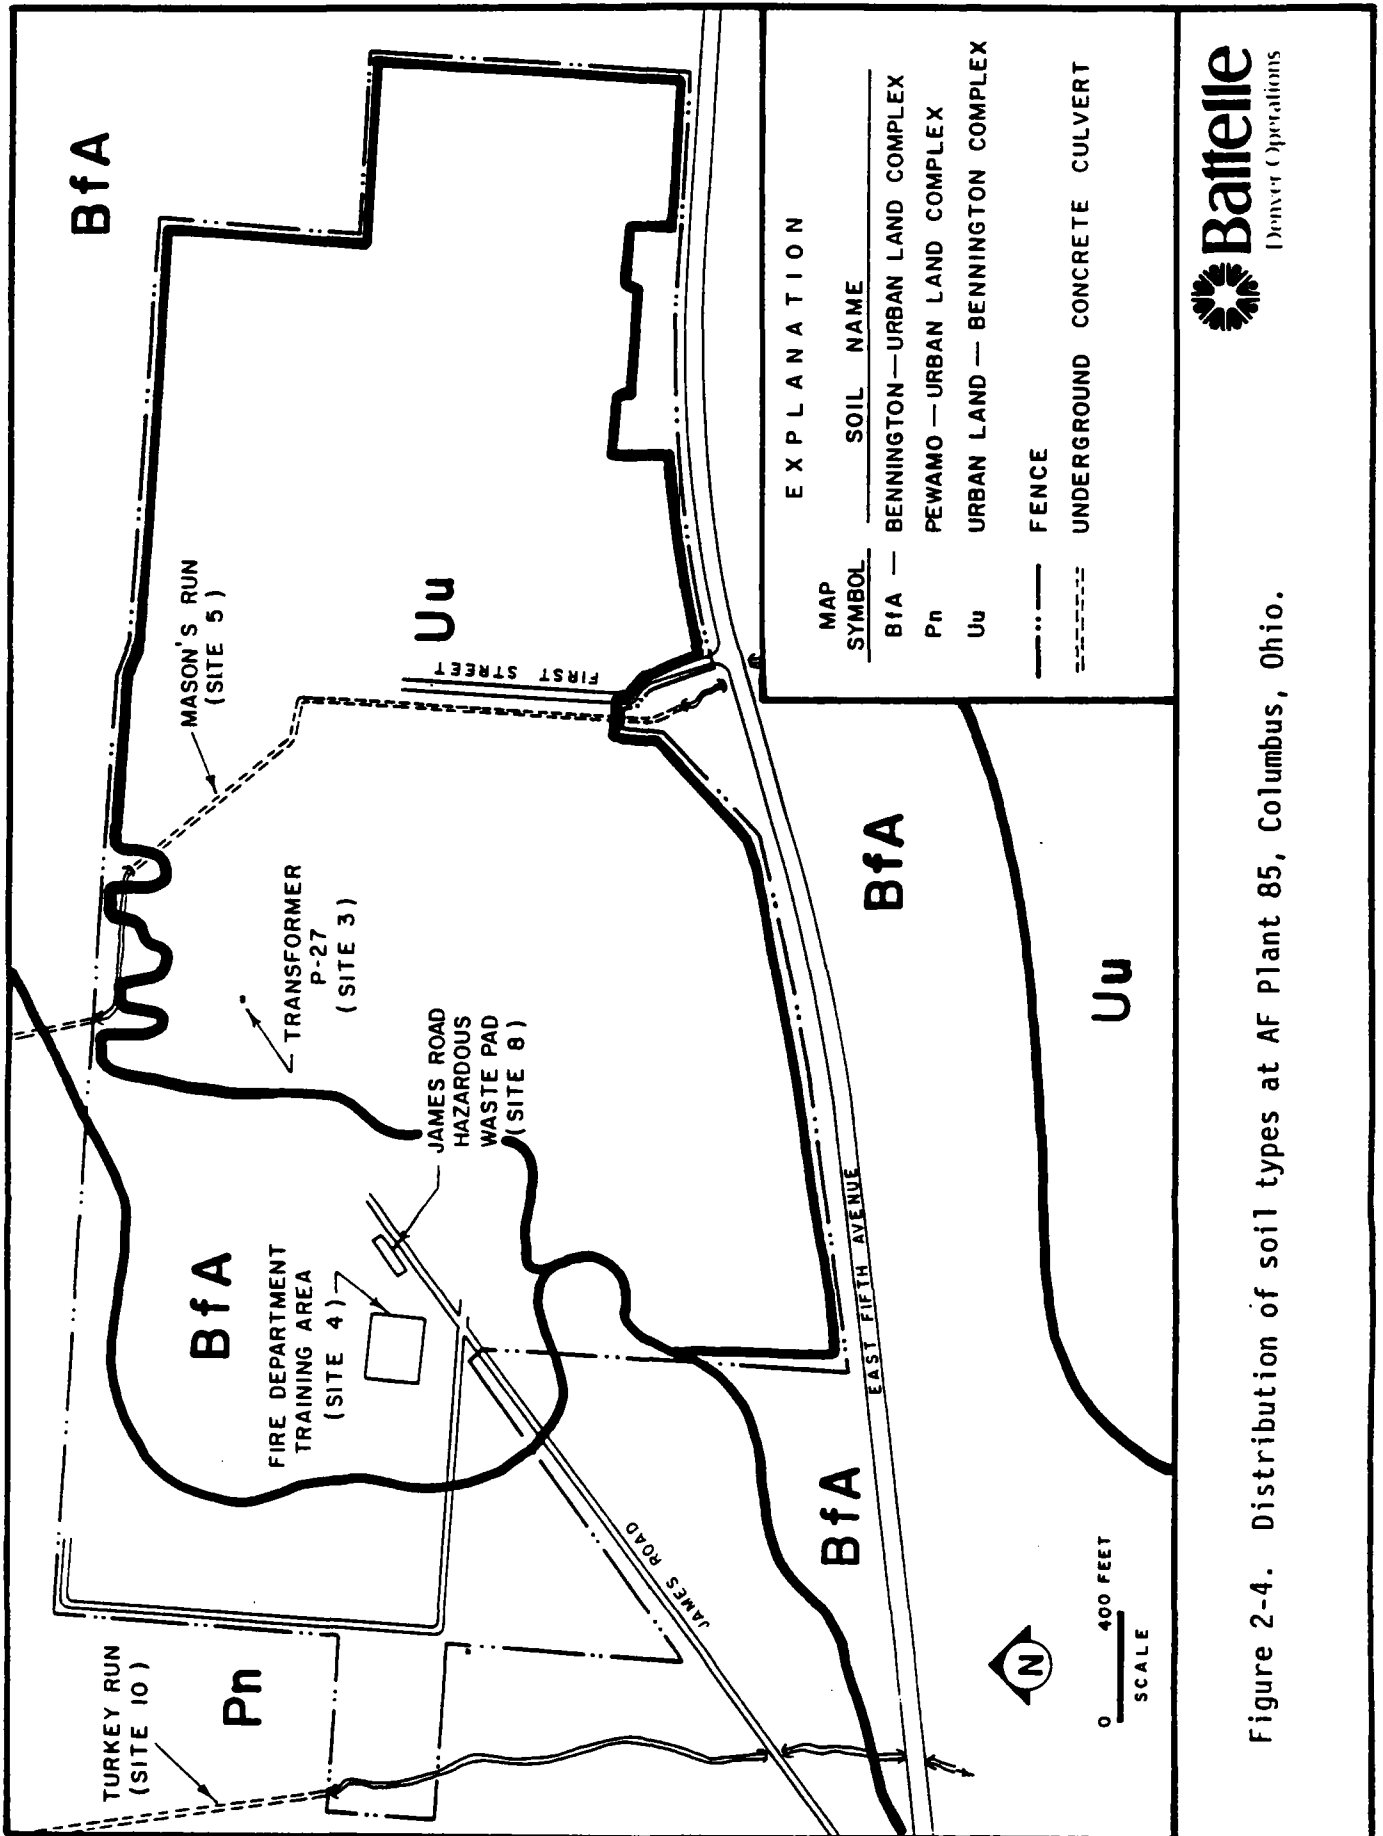 BfA
MASON'S RUN
(SITE 5)
Uu
FIRST STREET
TRANSFORMER
P-27
(SITE 3)
JAMES ROAD
HAZARDOUS
WASTE PAD
(SITE 8)
BfA
FIRE DEPARTMENT
TRAINING AREA
(SITE 4)
TURKEY RUN
(SITE 10)
Pn
JAMES ROAD
BfA
EAST FIFTH AVENUE
BfA
Uu
N
0 400 FEET
SCALE
EXPLANATION
MAP
SYMBOL SOIL NAME
BfA — BENNINGTON—URBAN LAND COMPLEX
Pn PEWAMO—URBAN LAND COMPLEX
Uu URBAN LAND—BENNINGTON COMPLEX
FENCE
UNDERGROUND CONCRETE CULVERT
Battelle
Denver Operations
Figure 2-4. Distribution of soil types at AF Plant 85, Columbus, Ohio.